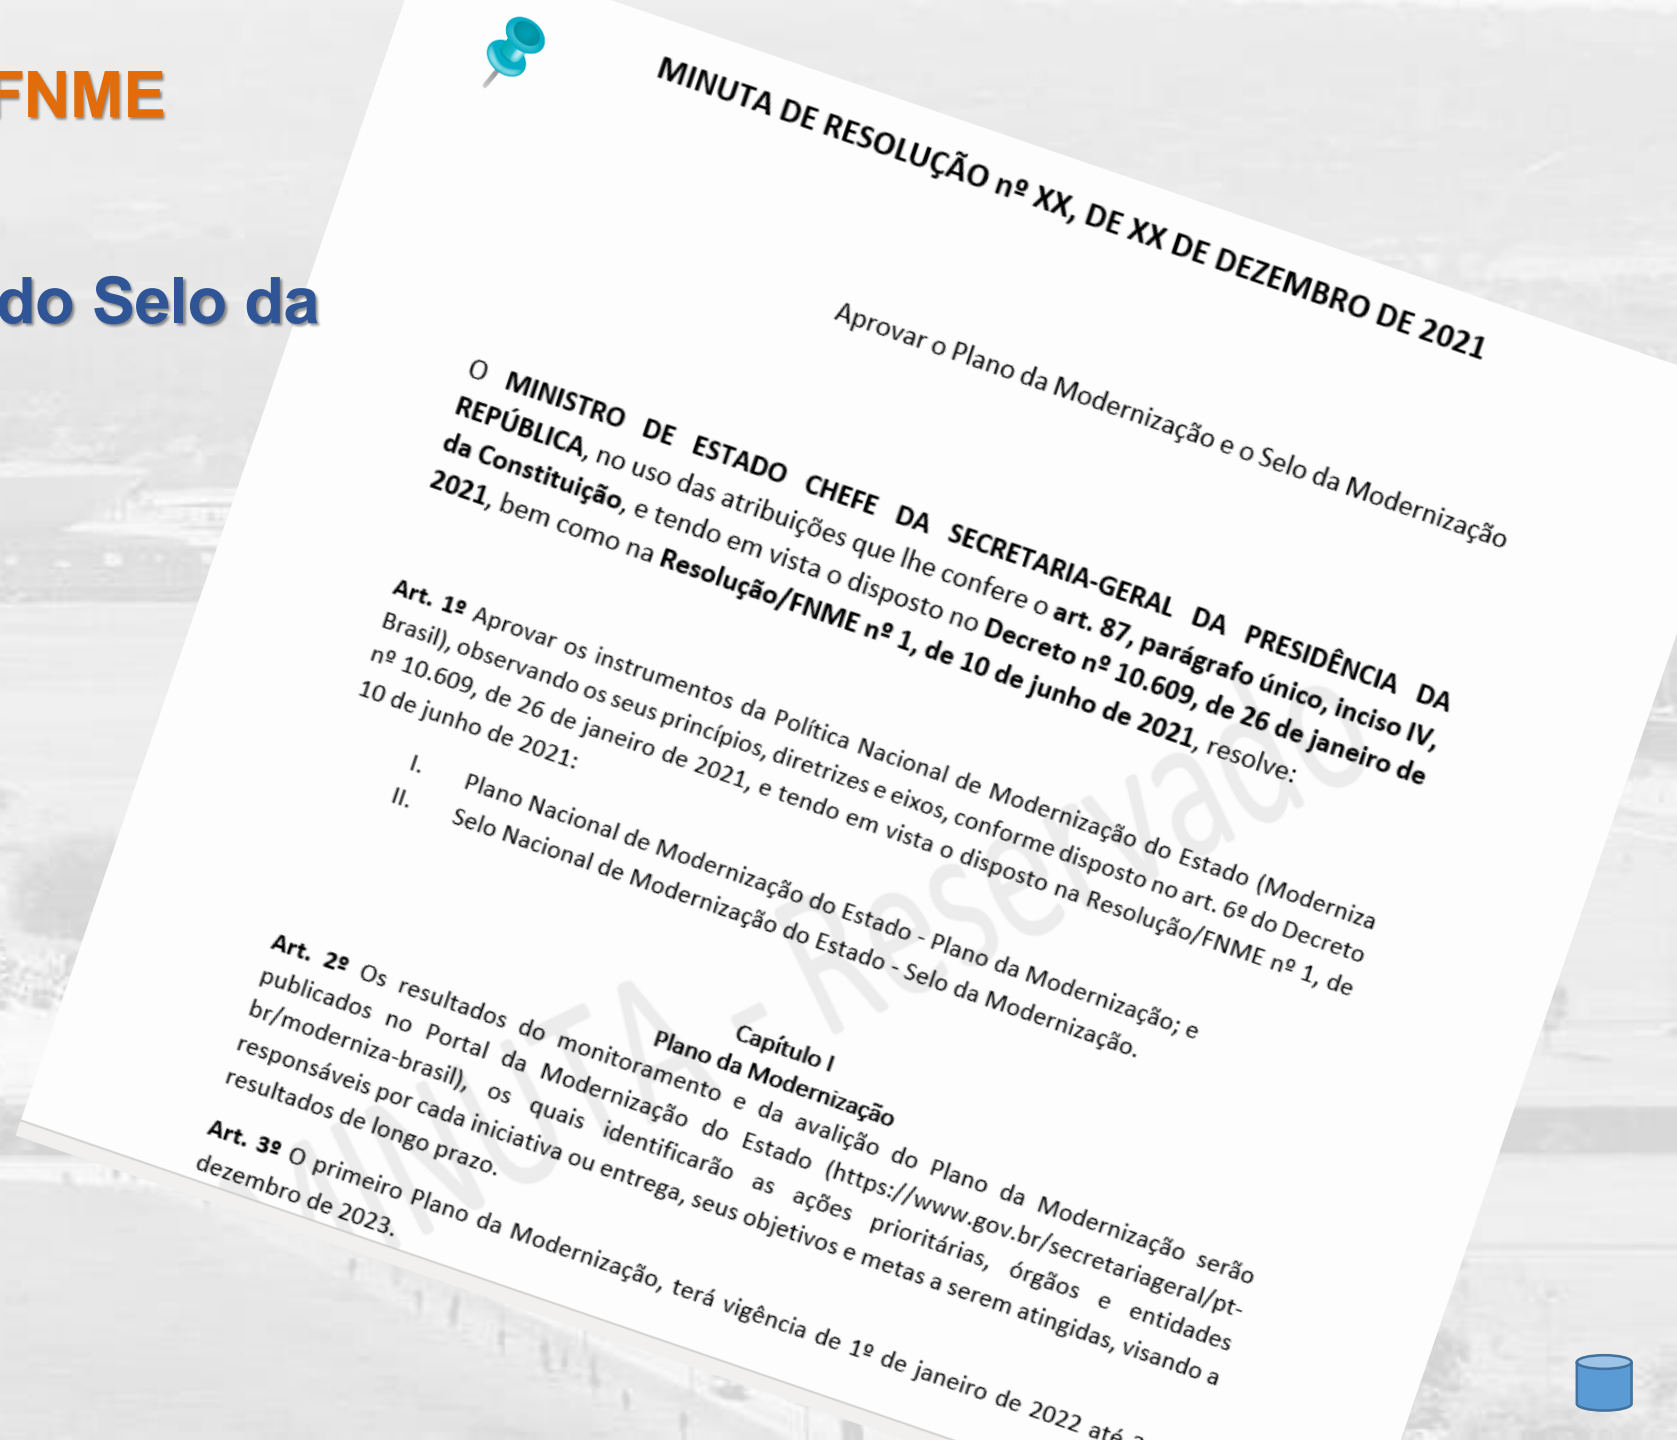 FNME
do Selo da
MINUTA DE RESOLUÇÃO nº XX, DE XX DE DEZEMBRO DE 2021
Aprovar o Plano da Modernização e o Selo da Modernização
O MINISTRO DE ESTADO CHEFE DA SECRETARIA-GERAL DA PRESIDÊNCIA DA
REPÚBLICA, no uso das atribuições que lhe confere o art. 87, parágrafo único, inciso IV,
da Constituição, e tendo em vista o disposto no Decreto nº 10.609, de 26 de janeiro de
2021, bem como na Resolução/FNME nº 1, de 10 de junho de 2021, resolve:
Art. 1º Aprovar os instrumentos da Política Nacional de Modernização do Estado (Moderniza
Brasil), observando os seus princípios, diretrizes e eixos, conforme disposto no art. 6º do Decreto
nº 10.609, de 26 de janeiro de 2021, e tendo em vista o disposto na Resolução/FNME nº 1, de
10 de junho de 2021:
I. Plano Nacional de Modernização do Estado - Plano da Modernização; e
II. Selo Nacional de Modernização do Estado - Selo da Modernização.
Capítulo I
Plano da Modernização
Art. 2º Os resultados do monitoramento e da avalição do Plano da Modernização serão
publicados no Portal da Modernização do Estado (https://www.gov.br/secretariageral/pt-
br/moderniza-brasil), os quais identificarão as ações prioritárias, órgãos e entidades
responsáveis por cada iniciativa ou entrega, seus objetivos e metas a serem atingidas, visando a
resultados de longo prazo.
Art. 3º O primeiro Plano da Modernização, terá vigência de 1º de janeiro de 2022 até
dezembro de 2023.
MINUTA - Reservado